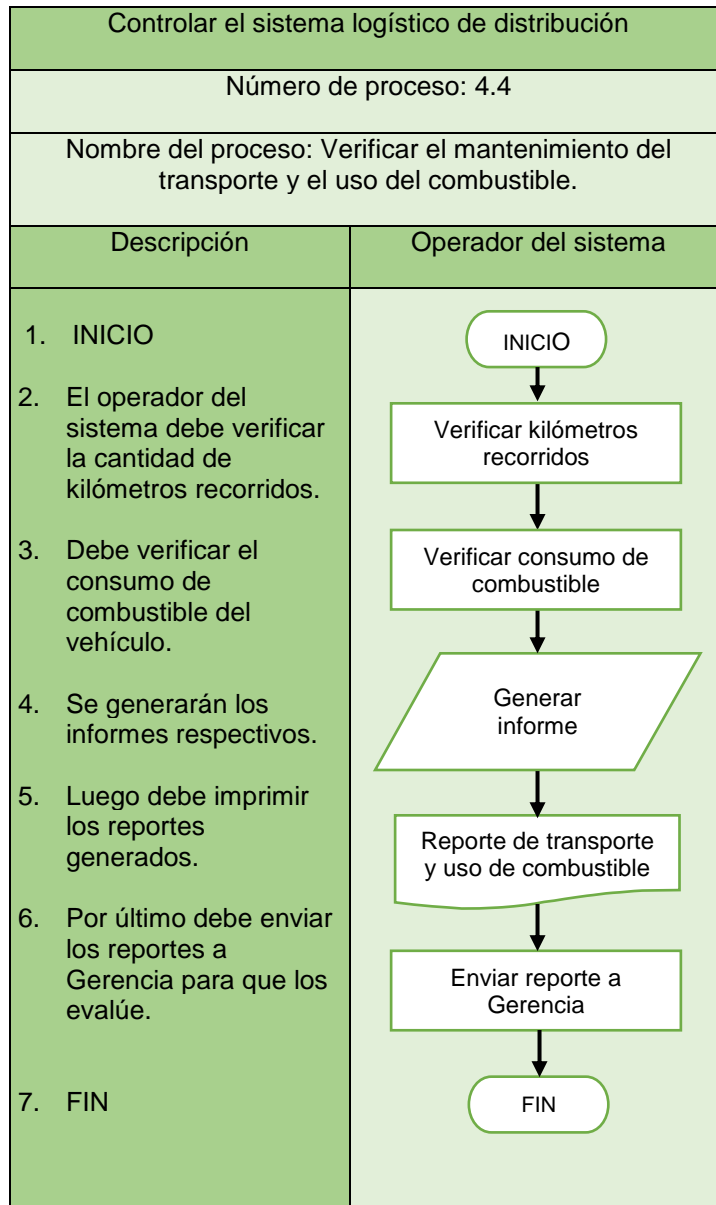 Controlar el sistema logístico de distribución
Número de proceso: 4.4
Nombre del proceso: Verificar el mantenimiento del
transporte y el uso del combustible.
Descripción
Operador del sistema
1. INICIO
2. El operador del
sistema debe verificar
la cantidad de
kilómetros recorridos.
3. Debe verificar el
consumo de
combustible del
vehículo.
4. Se generarán los
informes respectivos.
5. Luego debe imprimir
los reportes
generados.
6. Por último debe enviar
los reportes a
Gerencia para que los
evalúe.
7. FIN
INICIO
Verificar kilómetros
recorridos
Verificar consumo de
combustible
Generar
informe
Reporte de transporte
y uso de combustible
Enviar reporte a
Gerencia
FIN